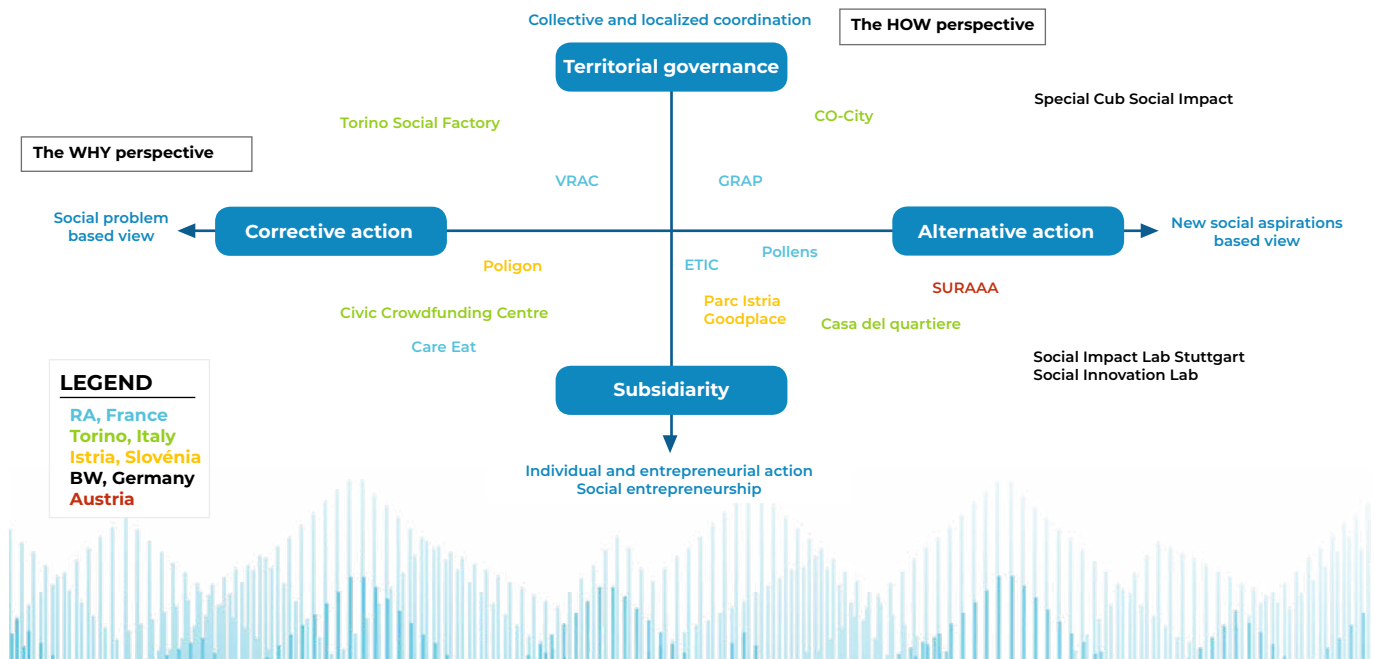 Collective and localized coordination
The HOW perspective
Territorial governance
Special Cub Social Impact
CO-City
Torino Social Factory
The WHY perspective
VRAC
GRAP
Social problem
based view
Corrective action
Alternative action
New social aspirations
based view
Pollens
ETIC
Poligon
SURAAA
Parc Istria
Goodplace
Civic Crowdfunding Centre
Casa del quartiere
Care Eat
Social Impact Lab Stuttgart
Social Innovation Lab
Subsidiarity
LEGEND
RA, France
Torino, Italy
Istria, Slovénia
BW, Germany
Austria
Individual and entrepreneurial action
Social entrepreneurship